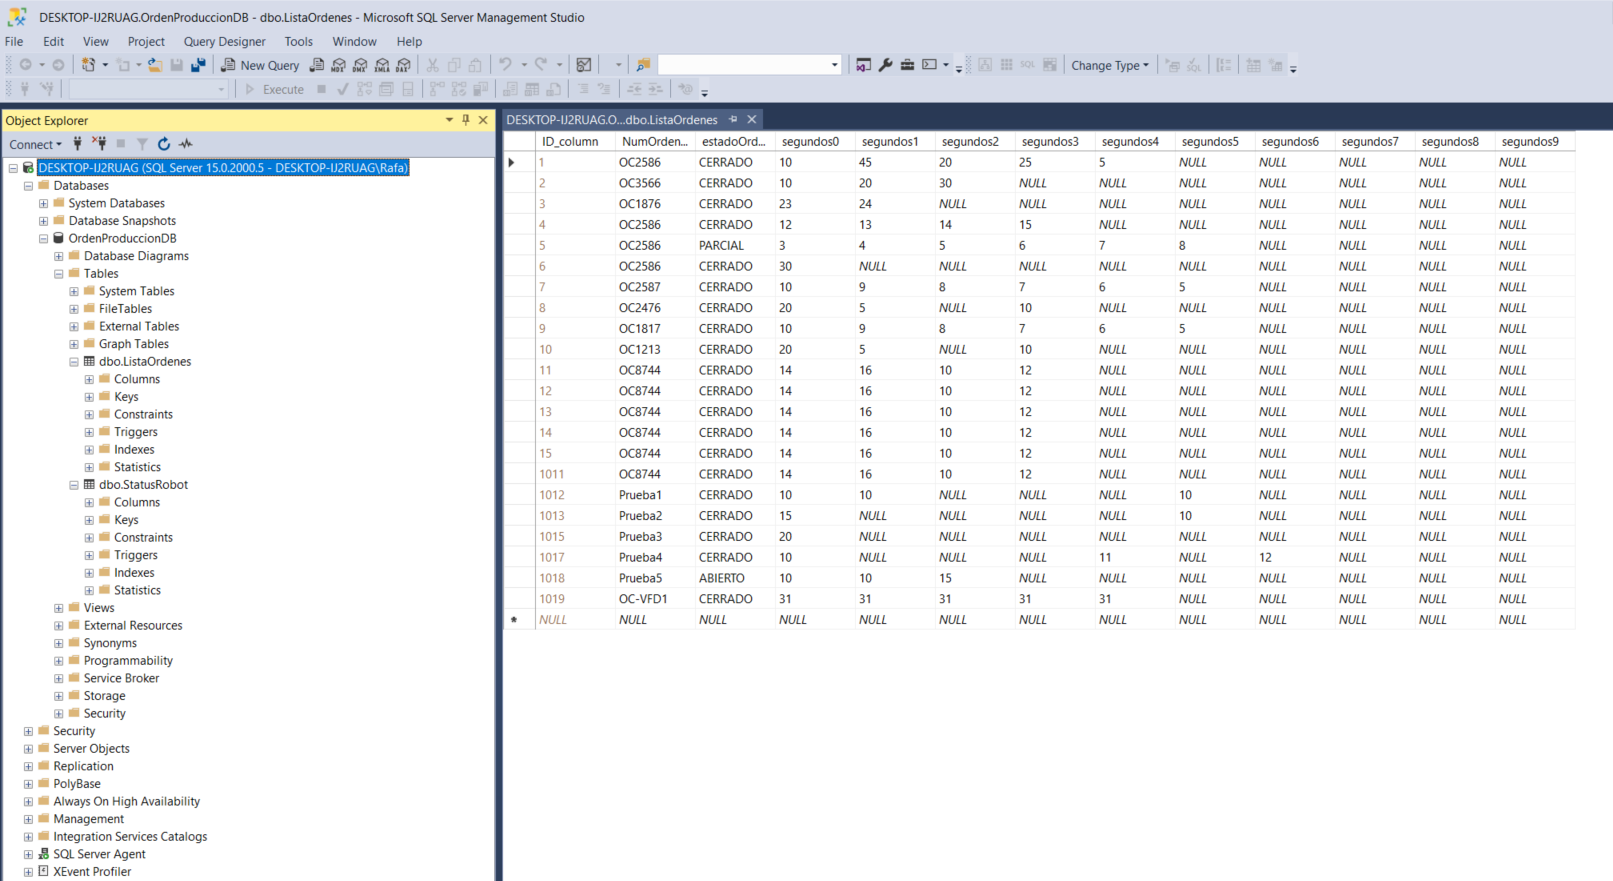 DESKTOP-IJ2RUAG.OrdenProduccionDB - dbo.ListaOrdenes - Microsoft SQL Server Management Studio
File Edit View Project Query Designer Tools Window Help
New Query MDX DMX XMLA DAX SQL Change Type SQL
Execute
Object Explorer
Connect
DESKTOP-IJ2RUAG (SQL Server 15.0.2000.5 - DESKTOP-IJ2RUAG\Rafa)
Databases
System Databases
Database Snapshots
OrdenProduccionDB
Database Diagrams
Tables
System Tables
FileTables
External Tables
Graph Tables
dbo.ListaOrdenes
Columns
Keys
Constraints
Triggers
Indexes
Statistics
dbo.StatusRobot
Columns
Keys
Constraints
Triggers
Indexes
Statistics
Views
External Resources
Synonyms
Programmability
Service Broker
Storage
Security
Security
Server Objects
Replication
PolyBase
Always On High Availability
Management
Integration Services Catalogs
SQL Server Agent
XEvent Profiler
DESKTOP-IJ2RUAG.O...dbo.ListaOrdenes
ID_column NumOrden... estadoOrd... segundos0 segundos1 segundos2 segundos3 segundos4 segundos5 segundos6 segundos7 segundos8 segundos9
1 OC2586 CERRADO 10 45 20 25 5 NULL NULL NULL NULL NULL
2 OC3566 CERRADO 10 20 30 NULL NULL NULL NULL NULL NULL NULL
3 OC1876 CERRADO 23 24 NULL NULL NULL NULL NULL NULL NULL NULL
4 OC2586 CERRADO 12 13 14 15 NULL NULL NULL NULL NULL NULL
5 OC2586 PARCIAL 3 4 5 6 7 8 NULL NULL NULL NULL
6 OC2586 CERRADO 30 NULL NULL NULL NULL NULL NULL NULL NULL NULL
7 OC2587 CERRADO 10 9 8 7 6 5 NULL NULL NULL NULL
8 OC2476 CERRADO 20 5 NULL 10 NULL NULL NULL NULL NULL NULL
9 OC1817 CERRADO 10 9 8 7 6 5 NULL NULL NULL NULL
10 OC1213 CERRADO 20 5 NULL 10 NULL NULL NULL NULL NULL NULL
11 OC8744 CERRADO 14 16 10 12 NULL NULL NULL NULL NULL NULL
12 OC8744 CERRADO 14 16 10 12 NULL NULL NULL NULL NULL NULL
13 OC8744 CERRADO 14 16 10 12 NULL NULL NULL NULL NULL NULL
14 OC8744 CERRADO 14 16 10 12 NULL NULL NULL NULL NULL NULL
15 OC8744 CERRADO 14 16 10 12 NULL NULL NULL NULL NULL NULL
1011 OC8744 CERRADO 14 16 10 12 NULL NULL NULL NULL NULL NULL
1012 Prueba1 CERRADO 10 10 NULL NULL NULL 10 NULL NULL NULL NULL
1013 Prueba2 CERRADO 15 NULL NULL NULL NULL 10 NULL NULL NULL NULL
1015 Prueba3 CERRADO 20 NULL NULL NULL NULL NULL NULL NULL NULL NULL
1017 Prueba4 CERRADO 10 NULL NULL NULL 11 NULL 12 NULL NULL NULL
1018 Prueba5 ABIERTO 10 10 15 NULL NULL NULL NULL NULL NULL NULL
1019 OC-VFD1 CERRADO 31 31 31 31 31 NULL NULL NULL NULL NULL
NULL NULL NULL NULL NULL NULL NULL NULL NULL NULL NULL NULL NULL